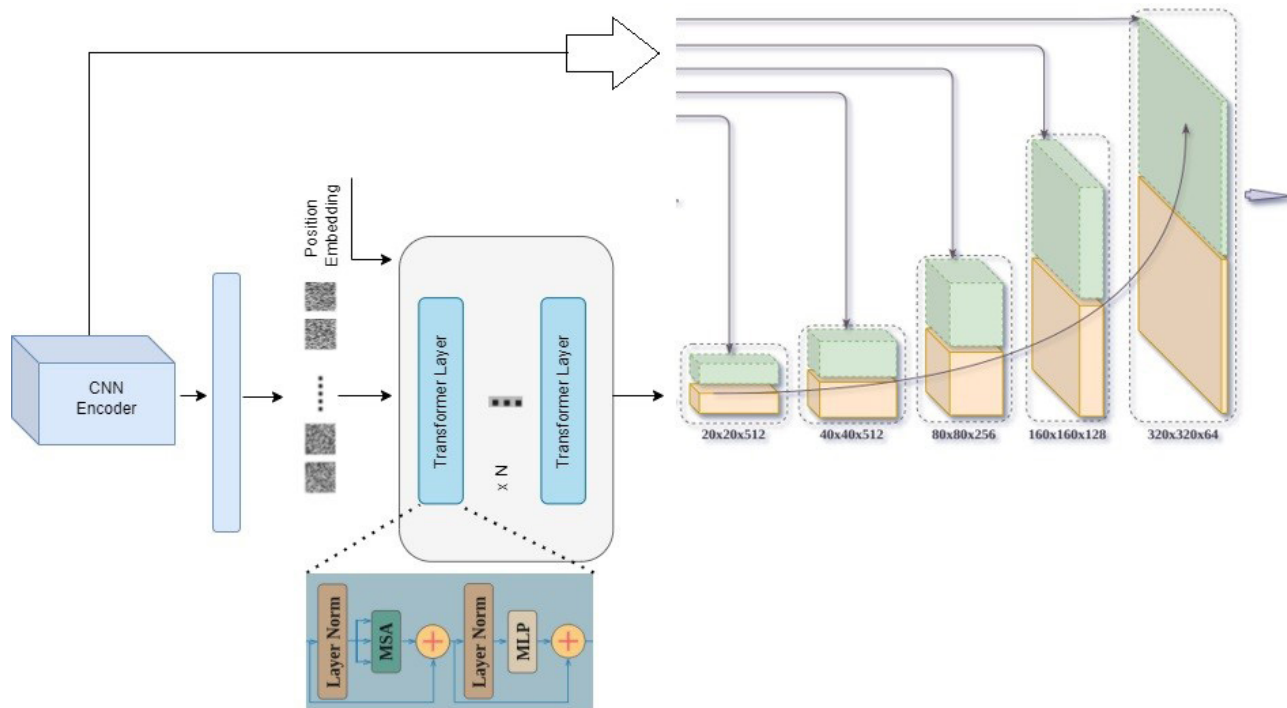 CNN
Encoder
Position
Embedding
Transformer Layer
x N
Transformer Layer
20x20x512
40x40x512
80x80x256
160x160x128
320x320x64
Layer Norm
MSA
Layer Norm
MLP